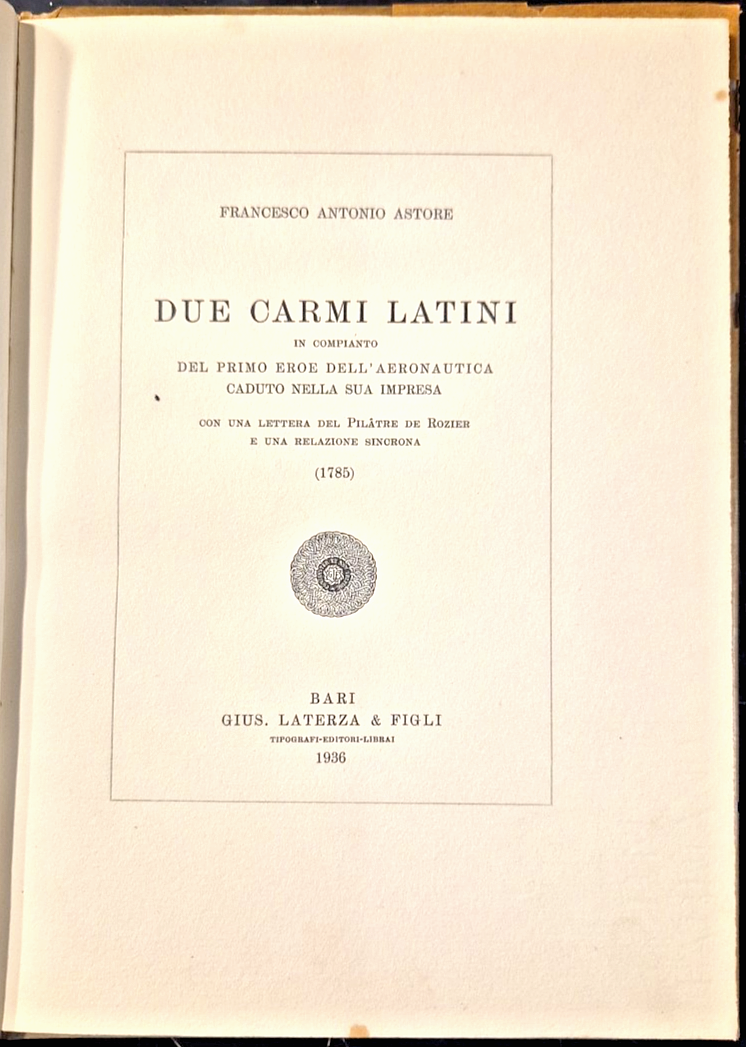 FRANCESCO ANTONIO ASTORE
DUE CARMI LATINI
IN COMPIANTO
DEL PRIMO EROE DELL'AERONAUTICA
CADUTO NELLA SUA IMPRESA
CON UNA LETTERA DEL PILÂTRE DE ROZIER
E UNA RELAZIONE SINCRONA
(1785)
BARI
GIUS. LATERZA & FIGLI
TIPOGRAFI-EDITORI-LIBRAI
1936